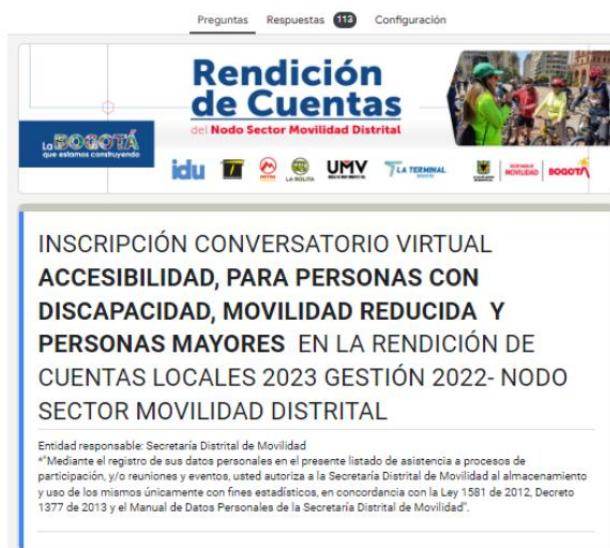 Preguntas Respuestas 113 Configuración
Rendición
de Cuentas
del Nodo Sector Movilidad Distrital
La BOGOTÁ
que estamos construyendo
idu
LA ROLITA
UMV
LA TERMINAL
MOVILIDAD
BOGOTÁ
INSCRIPCIÓN CONVERSATORIO VIRTUAL
ACCESIBILIDAD, PARA PERSONAS CON
DISCAPACIDAD, MOVILIDAD REDUCIDA Y
PERSONAS MAYORES EN LA RENDICIÓN DE
CUENTAS LOCALES 2023 GESTIÓN 2022- NODO
SECTOR MOVILIDAD DISTRITAL
Entidad responsable: Secretaría Distrital de Movilidad
*"Mediante el registro de sus datos personales en el presente listado de asistencia a procesos de
participación, y/o reuniones y eventos, usted autoriza a la Secretaría Distrital de Movilidad al almacenamiento
y uso de los mismos únicamente con fines estadísticos, en concordancia con la Ley 1581 de 2012, Decreto
1377 de 2013 y el Manual de Datos Personales de la Secretaría Distrital de Movilidad".